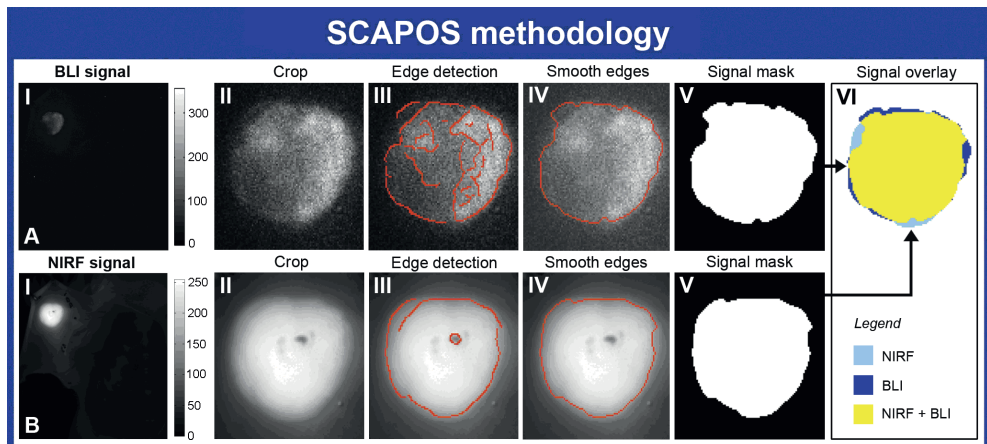 SCAPOS methodology
BLI signal
Crop
Edge detection
Smooth edges
Signal mask
Signal overlay
I
II
III
IV
V
VI
300
200
100
0
A
NIRF signal
Crop
Edge detection
Smooth edges
Signal mask
I
II
III
IV
V
250
200
150
100
50
0
B
Legend
NIRF
BLI
NIRF + BLI